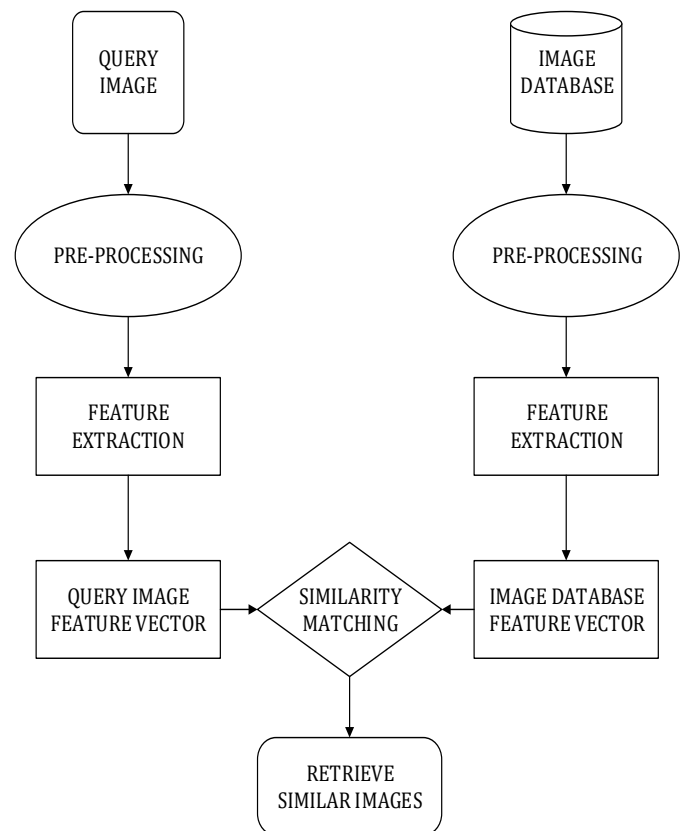 QUERY
IMAGE
IMAGE
DATABASE
PRE-PROCESSING
PRE-PROCESSING
FEATURE
EXTRACTION
FEATURE
EXTRACTION
QUERY IMAGE
FEATURE VECTOR
SIMILARITY
MATCHING
IMAGE DATABASE
FEATURE VECTOR
RETRIEVE
SIMILAR IMAGES